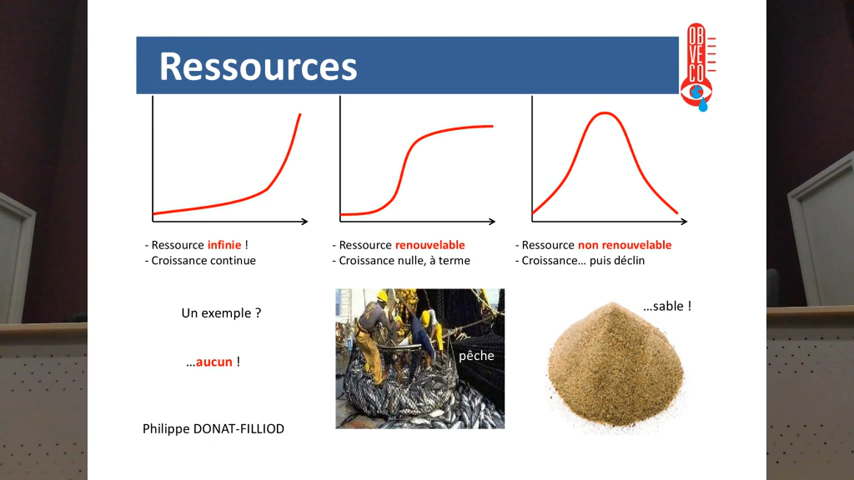 Ressources
OBVECO
- Ressource infinie !
- Croissance continue
- Ressource renouvelable
- Croissance nulle, à terme
- Ressource non renouvelable
- Croissance... puis déclin
Un exemple ?
...aucun !
pêche
...sable !
Philippe DONAT-FILLIOD